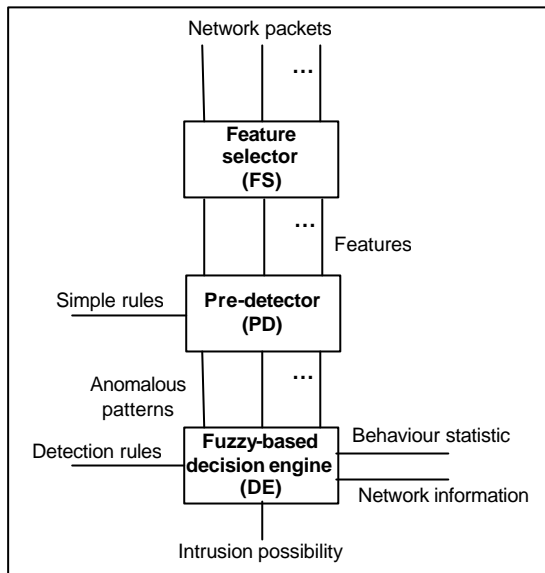 Network packets
...
Feature
selector
(FS)
...
Features
Simple rules
Pre-detector
(PD)
...
Anomalous
patterns
Detection rules
Fuzzy-based
decision engine
(DE)
Behaviour statistic
Network information
Intrusion possibility